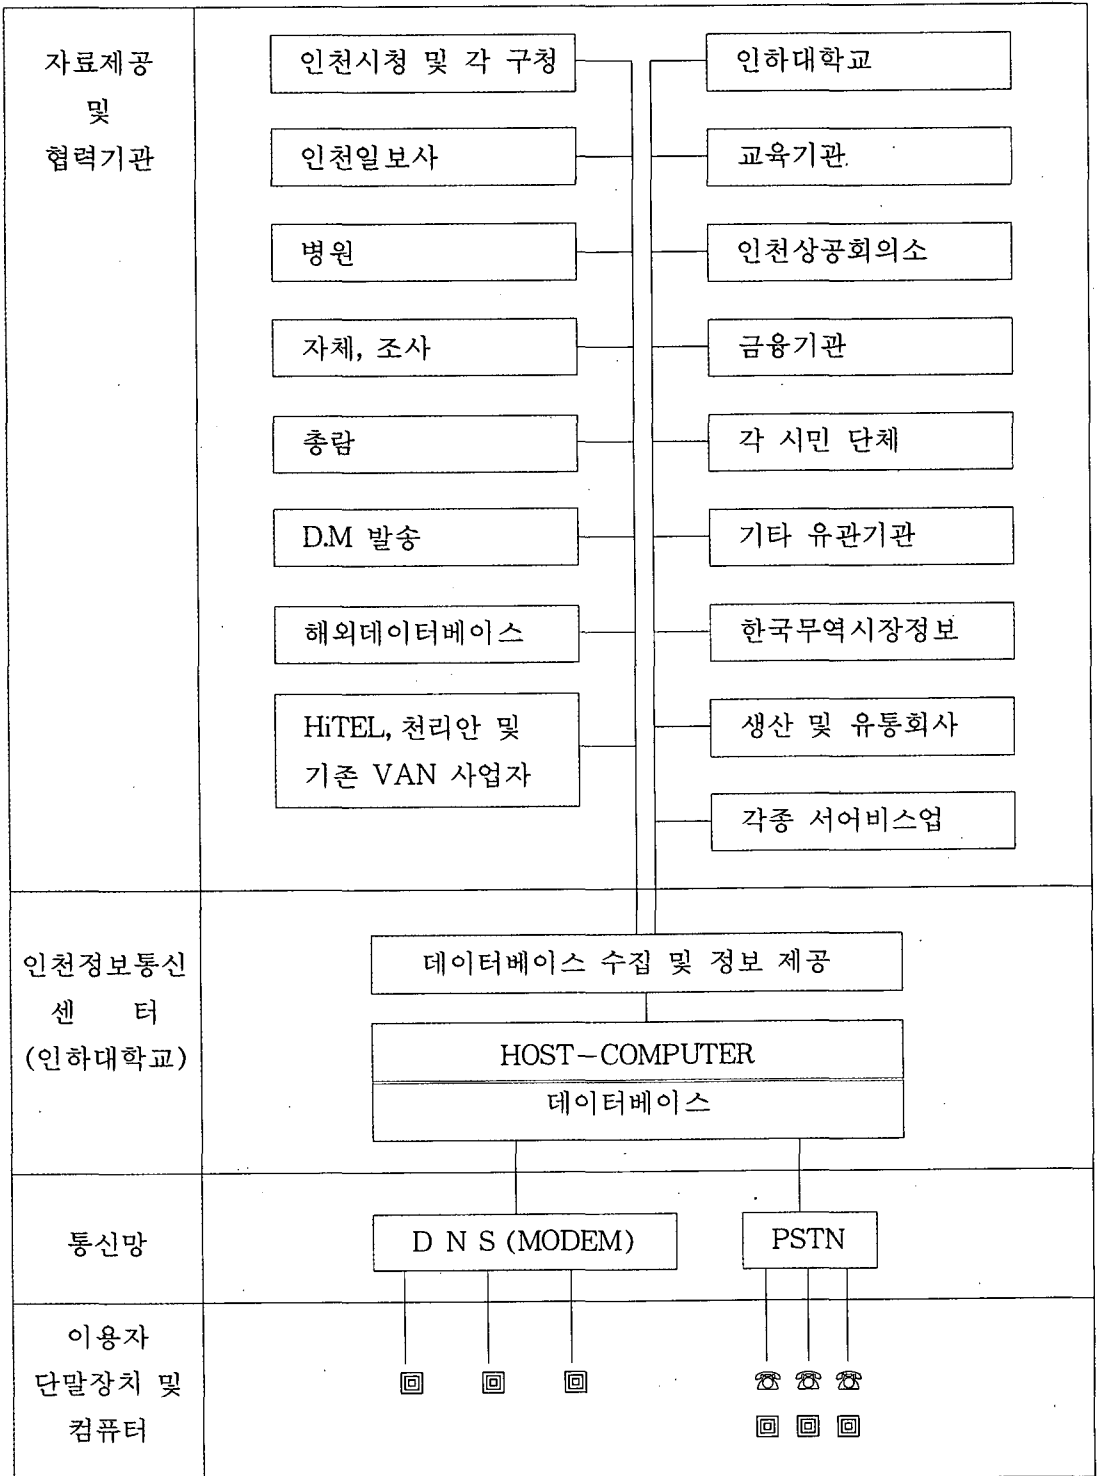 자료제공
및
협력기관
인천시청 및 각 구청
인하대학교
인천일보사
교육기관
병원
인천상공회의소
자체, 조사
금융기관
총람
각 시민 단체
D.M 발송
기타 유관기관
해외데이터베이스
한국무역시장정보
HiTEL, 천리안 및
기존 VAN 사업자
생산 및 유통회사
각종 서어비스업
인천정보통신
센 터
(인하대학교)
데이터베이스 수집 및 정보 제공
HOST-COMPUTER
데이터베이스
통신망
D N S (MODEM)
PSTN
이용자
단말장치 및
컴퓨터